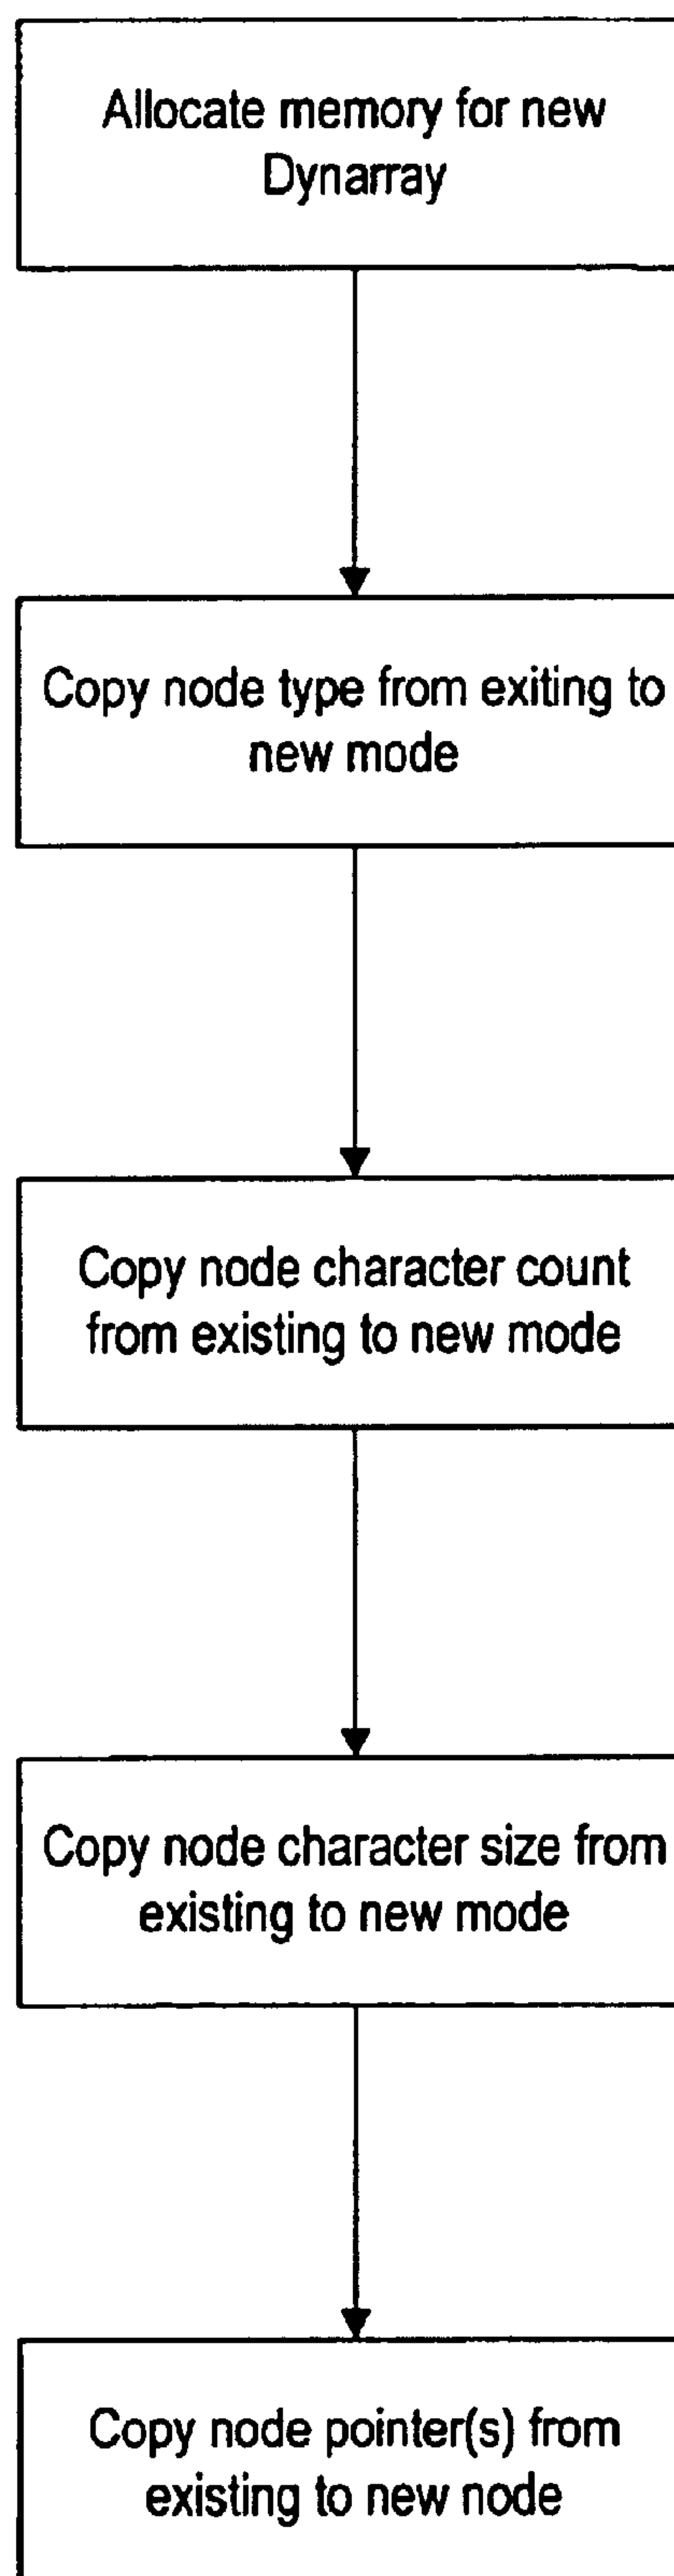 Allocate memory for new
Dynarray
Copy node type from exiting to
new mode
Copy node character count
from existing to new mode
Copy node character size from
existing to new mode
Copy node pointer(s) from
existing to new node